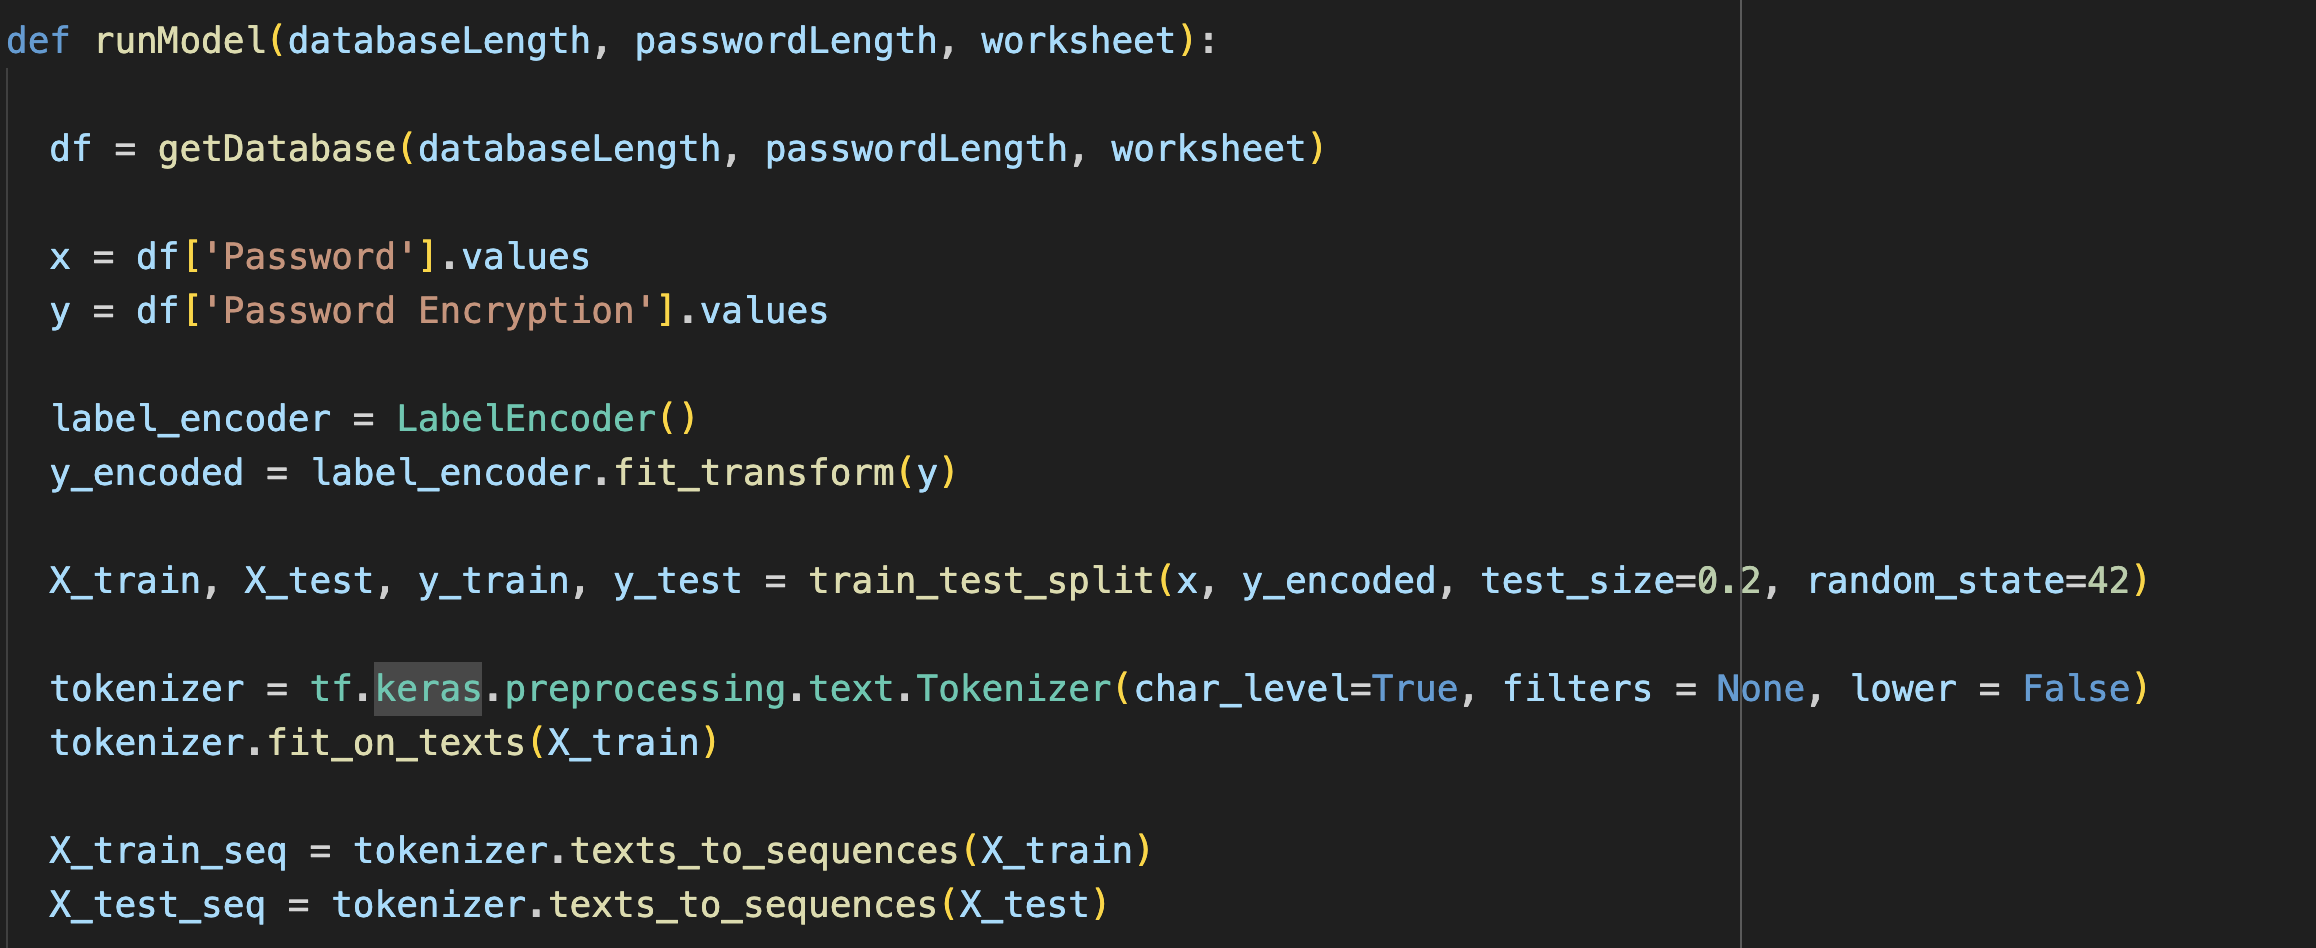 def runModel(databaseLength, passwordLength, worksheet):
df = getDatabase(databaseLength, passwordLength, worksheet)
x = df['Password'].values
y = df['Password Encryption'].values
label_encoder = LabelEncoder()
y_encoded = label_encoder.fit_transform(y)
X_train, X_test, y_train, y_test = train_test_split(x, y_encoded, test_size=0.2, random_state=42)
tokenizer = tf.keras.preprocessing.text.Tokenizer(char_level=True, filters = None, lower = False)
tokenizer.fit_on_texts(X_train)
X_train_seq = tokenizer.texts_to_sequences(X_train)
X_test_seq = tokenizer.texts_to_sequences(X_test)